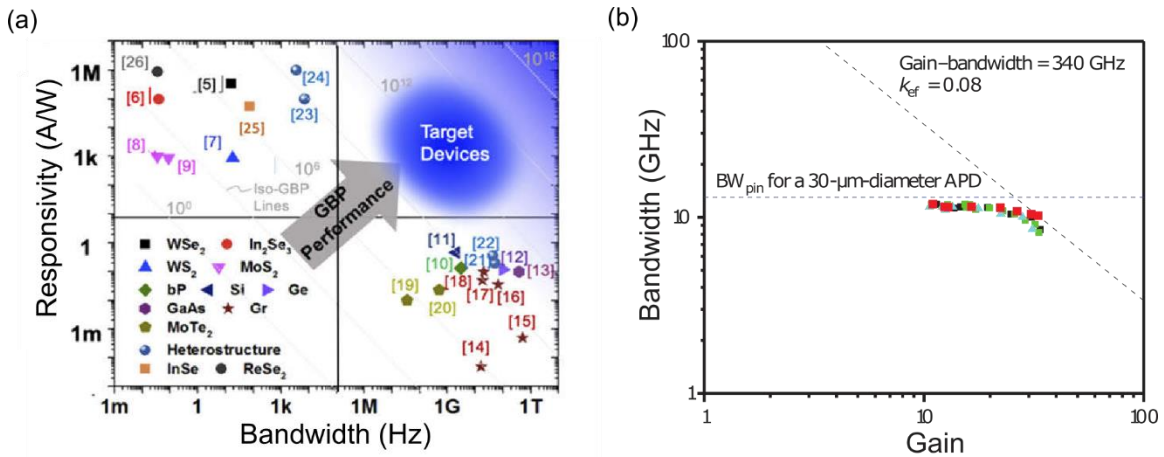 (a)
Responsivity (A/W)
1M
1k
1
1m
[26]
[5]
[24]
[6]
[23]
[25]
[8]
[9]
[7]
10^12
10^18
10^6
10^0
Iso-GBP
Lines
Target
Devices
GBP
Performance
WSe2 In2Se3
WS2 MoS2
bP Si Ge
GaAs Gr
MoTe2
Heterostructure
InSe ReSe2
[11]
[22]
[10]
[21]
[12]
[13]
[18]
[17]
[16]
[19]
[20]
[15]
[14]
1m 1 1k 1M 1G 1T
Bandwidth (Hz)
(b)
Bandwidth (GHz)
100
10
1
Gain–bandwidth = 340 GHz
kef = 0.08
BWpin for a 30-μm-diameter APD
1 10 100
Gain